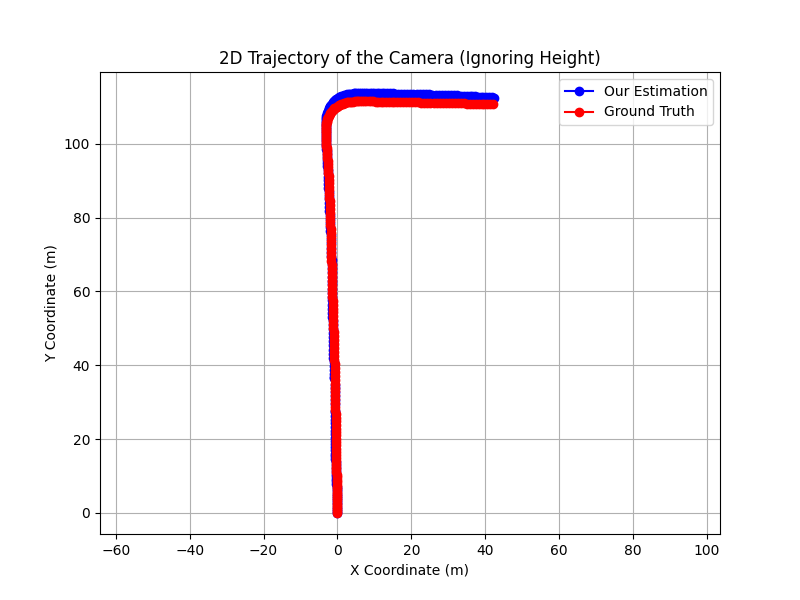 2D Trajectory of the Camera (Ignoring Height)
Our Estimation
Ground Truth
100
80
60
40
20
0
Y Coordinate (m)
−60 −40 −20 0 20 40 60 80 100
X Coordinate (m)